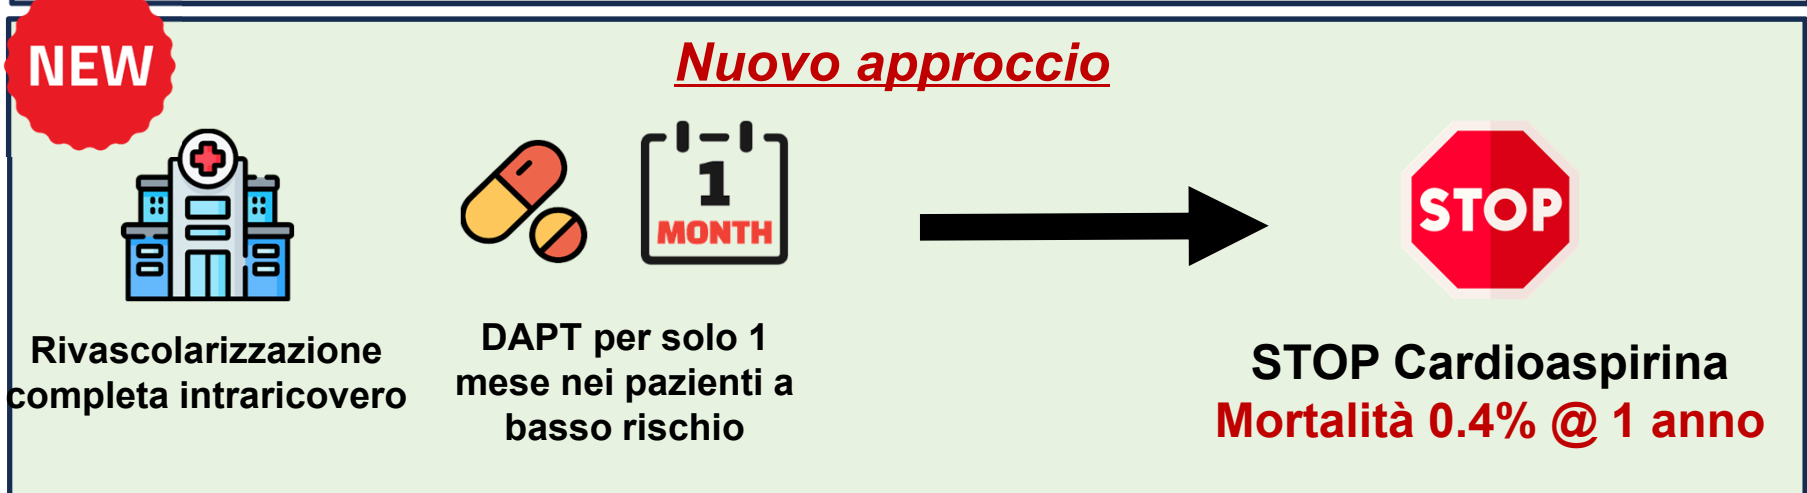 NEW
Nuovo approccio
1
MONTH
STOP
Rivascolarizzazione
completa intraricovero
DAPT per solo 1
mese nei pazienti a
basso rischio
STOP Cardioaspirina
Mortalità 0.4% @ 1 anno